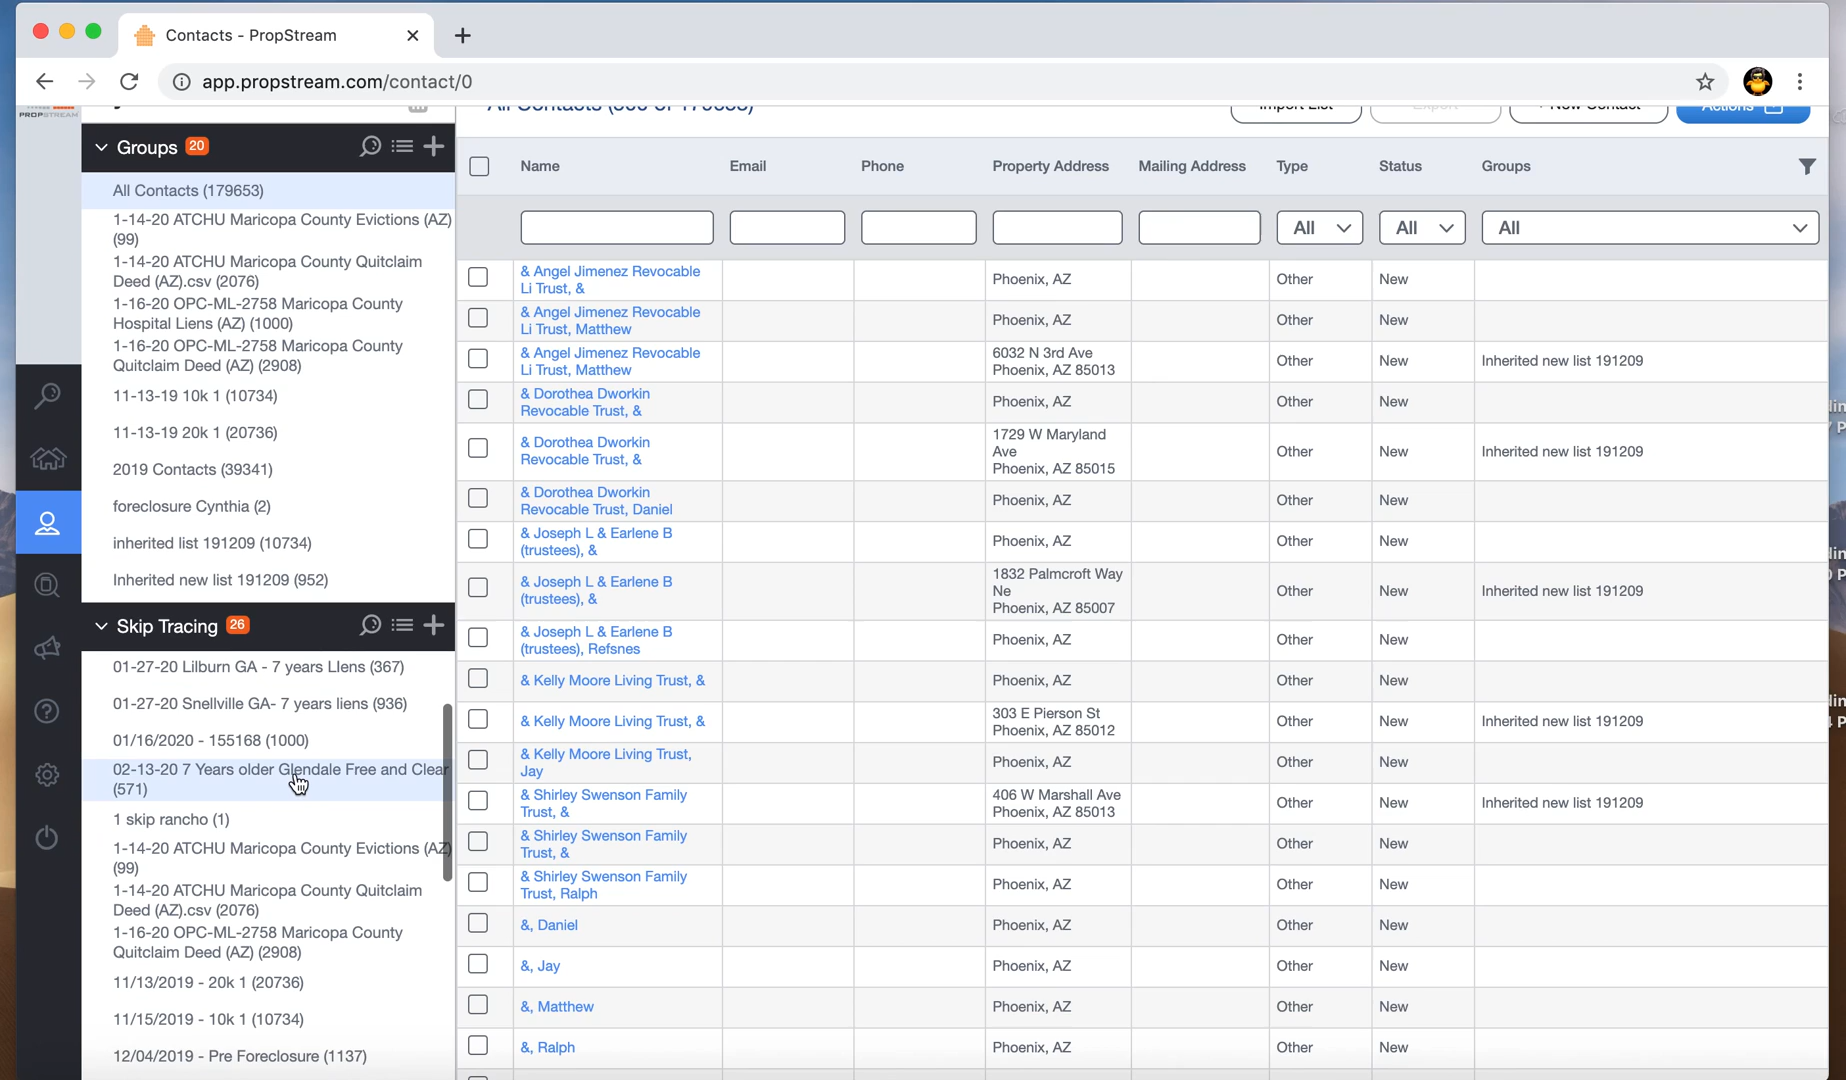 Contacts - PropStream
app.propstream.com/contact/0
PROPSTREAM
Import List
Export
New Contact
Actions
Groups 20
All Contacts (179653)
1-14-20 ATCHU Maricopa County Evictions (AZ)
(99)
1-14-20 ATCHU Maricopa County Quitclaim
Deed (AZ).csv (2076)
1-16-20 OPC-ML-2758 Maricopa County
Hospital Liens (AZ) (1000)
1-16-20 OPC-ML-2758 Maricopa County
Quitclaim Deed (AZ) (2908)
11-13-19 10k 1 (10734)
11-13-19 20k 1 (20736)
2019 Contacts (39341)
foreclosure Cynthia (2)
inherited list 191209 (10734)
Inherited new list 191209 (952)
Skip Tracing 26
01-27-20 Lilburn GA - 7 years LIens (367)
01-27-20 Snellville GA- 7 years liens (936)
01/16/2020 - 155168 (1000)
02-13-20 7 Years older Glendale Free and Clear
(571)
1 skip rancho (1)
1-14-20 ATCHU Maricopa County Evictions (AZ)
(99)
1-14-20 ATCHU Maricopa County Quitclaim
Deed (AZ).csv (2076)
1-16-20 OPC-ML-2758 Maricopa County
Quitclaim Deed (AZ) (2908)
11/13/2019 - 20k 1 (20736)
11/15/2019 - 10k 1 (10734)
12/04/2019 - Pre Foreclosure (1137)
Name Email Phone Property Address Mailing Address Type Status Groups
All All All
& Angel Jimenez Revocable
Li Trust, &
Phoenix, AZ Other New
& Angel Jimenez Revocable
Li Trust, Matthew
Phoenix, AZ Other New
& Angel Jimenez Revocable
Li Trust, Matthew
6032 N 3rd Ave
Phoenix, AZ 85013
Other New Inherited new list 191209
& Dorothea Dworkin
Revocable Trust, &
Phoenix, AZ Other New
& Dorothea Dworkin
Revocable Trust, &
1729 W Maryland
Ave
Phoenix, AZ 85015
Other New Inherited new list 191209
& Dorothea Dworkin
Revocable Trust, Daniel
Phoenix, AZ Other New
& Joseph L & Earlene B
(trustees), &
Phoenix, AZ Other New
& Joseph L & Earlene B
(trustees), &
1832 Palmcroft Way
Ne
Phoenix, AZ 85007
Other New Inherited new list 191209
& Joseph L & Earlene B
(trustees), Refsnes
Phoenix, AZ Other New
& Kelly Moore Living Trust, &
Phoenix, AZ Other New
& Kelly Moore Living Trust, &
303 E Pierson St
Phoenix, AZ 85012
Other New Inherited new list 191209
& Kelly Moore Living Trust,
Jay
Phoenix, AZ Other New
& Shirley Swenson Family
Trust, &
406 W Marshall Ave
Phoenix, AZ 85013
Other New Inherited new list 191209
& Shirley Swenson Family
Trust, &
Phoenix, AZ Other New
& Shirley Swenson Family
Trust, Ralph
Phoenix, AZ Other New
&, Daniel Phoenix, AZ Other New
&, Jay Phoenix, AZ Other New
&, Matthew Phoenix, AZ Other New
&, Ralph Phoenix, AZ Other New